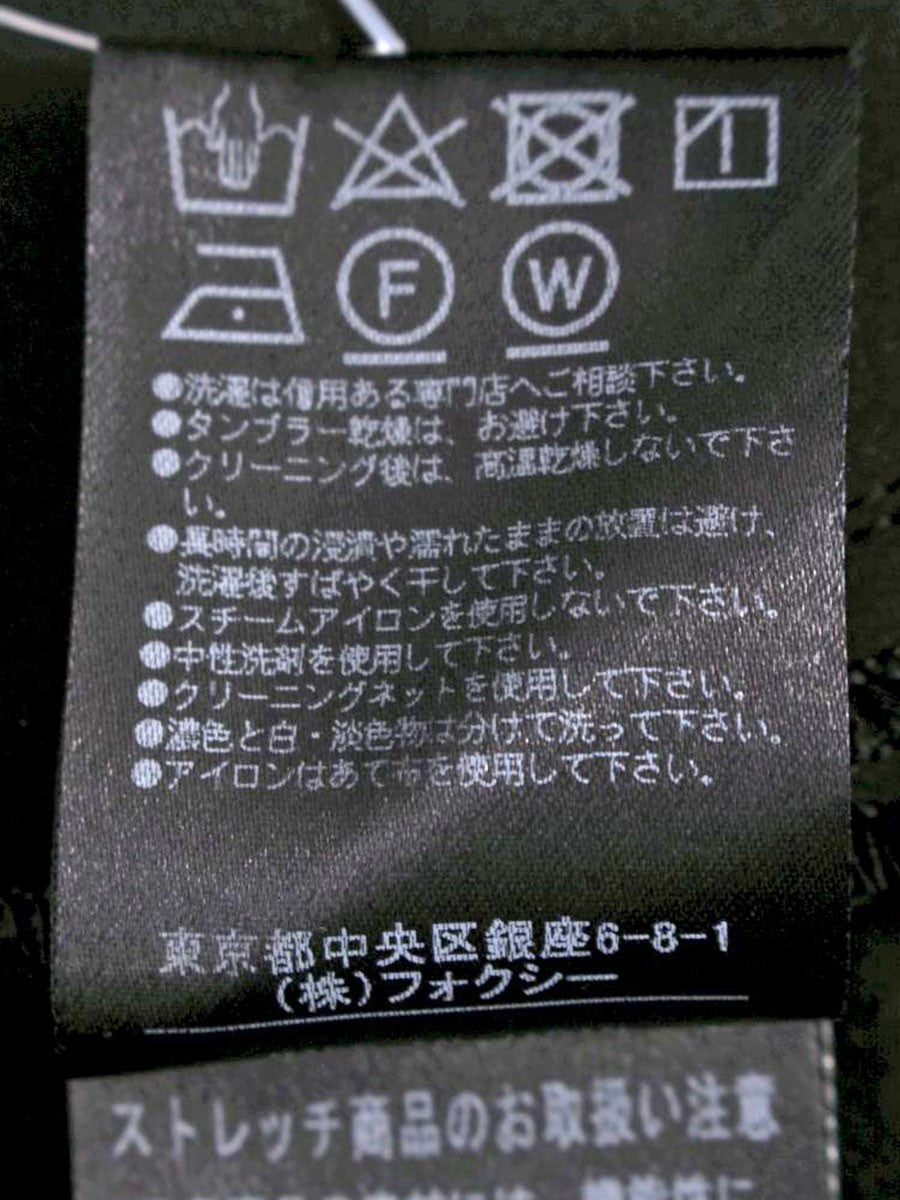 F W
●洗濯は信用ある専門店へご相談下さい。
●タンブラー乾燥は、お避け下さい。
●クリーニング後は、高温乾燥しないで下さ
い。
●長時間の浸漬や濡れたままの放置は避け、
洗濯後すばやく干して下さい。
●スチームアイロンを使用しないで下さい。
●中性洗剤を使用して下さい。
●クリーニングネットを使用して下さい。
●濃色と白・淡色物は分けて洗って下さい。
●アイロンはあて布を使用して下さい。
東京都中央区銀座6-8-1
(株)フォクシー
ストレッチ商品のお取扱い注意